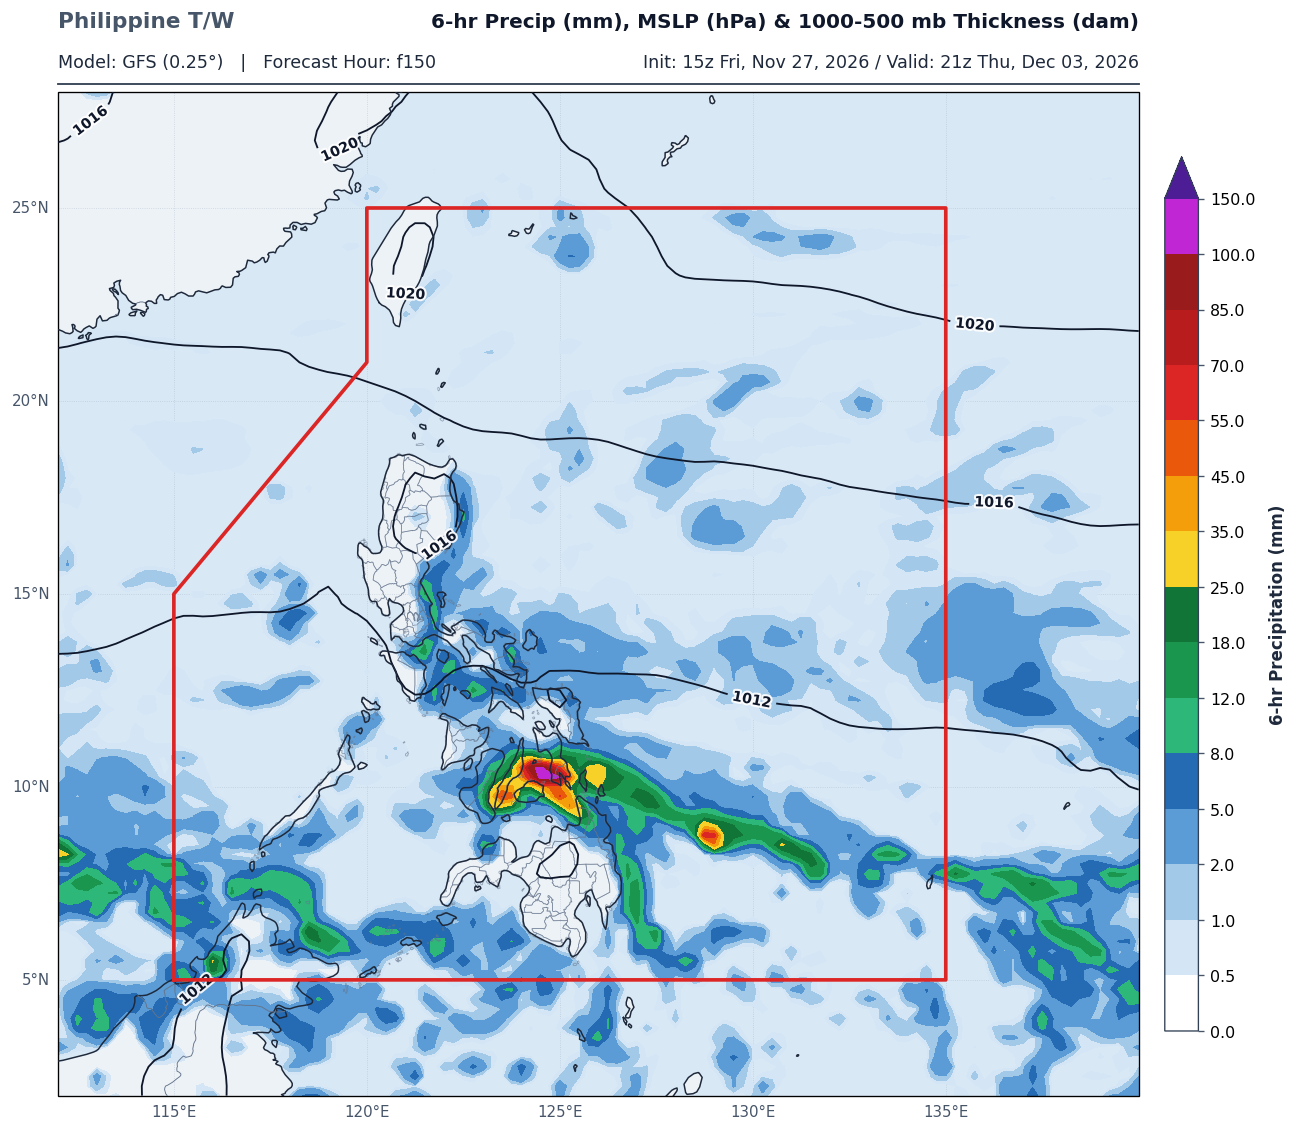 Philippine T/W
6-hr Precip (mm), MSLP (hPa) & 1000-500 mb Thickness (dam)
Model: GFS (0.25°) | Forecast Hour: f150
Init: 15z Fri, Nov 27, 2026 / Valid: 21z Thu, Dec 03, 2026
1016
1020
1020
1020
1016
1016
1012
1012
25°N
20°N
15°N
10°N
5°N
115°E
120°E
125°E
130°E
135°E
150.0
100.0
85.0
70.0
55.0
45.0
35.0
25.0
18.0
12.0
8.0
5.0
2.0
1.0
0.5
0.0
6-hr Precipitation (mm)